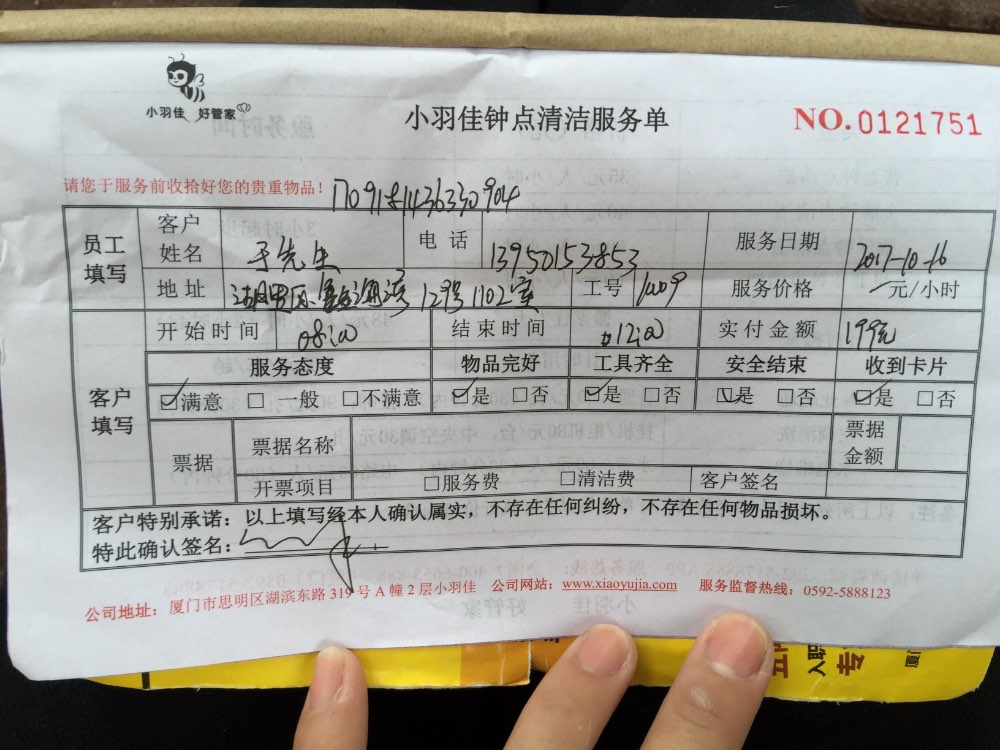 小羽佳 好管家
小羽佳钟点清洁服务单
NO.0121751
请您于服务前收拾好您的贵重物品!
员工填写 客户姓名 于先生 电话 13950153853 服务日期 2017-10-16
地址 129号1102室 工号 服务价格 元/小时
客户填写 开始时间 结束时间 实付金额
服务态度 物品完好 工具齐全 安全结束 收到卡片
☑满意 □一般 □不满意 ☑是 □否 ☑是 □否 ☑是 □否 ☑是 □否
票据 票据名称 票据金额
开票项目 □服务费 □清洁费 客户签名
客户特别承诺:以上填写经本人确认属实,不存在任何纠纷,不存在任何物品损坏。
特此确认签名:
公司地址:厦门市思明区湖滨东路 319 号 A 幢 2 层小羽佳 公司网站:www.xiaoyujia.com 服务监督热线:0592-5888123